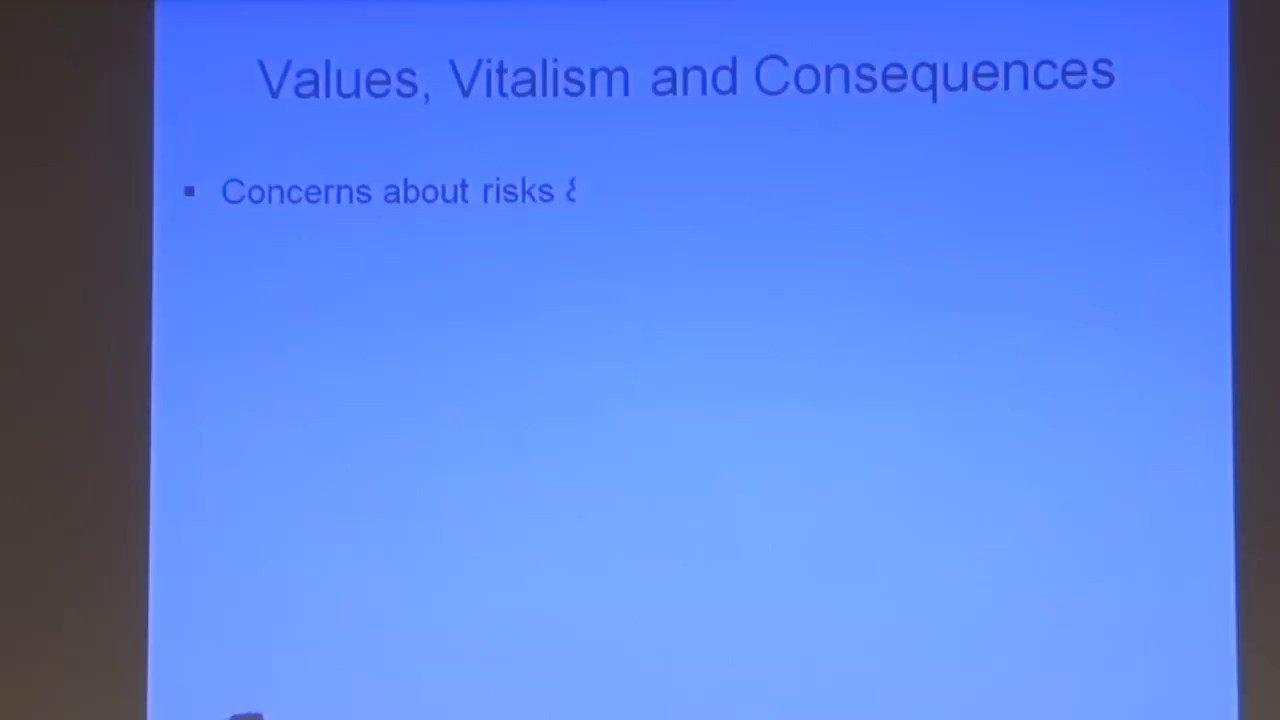 Values, Vitalism and Consequences
▪ Concerns about risks